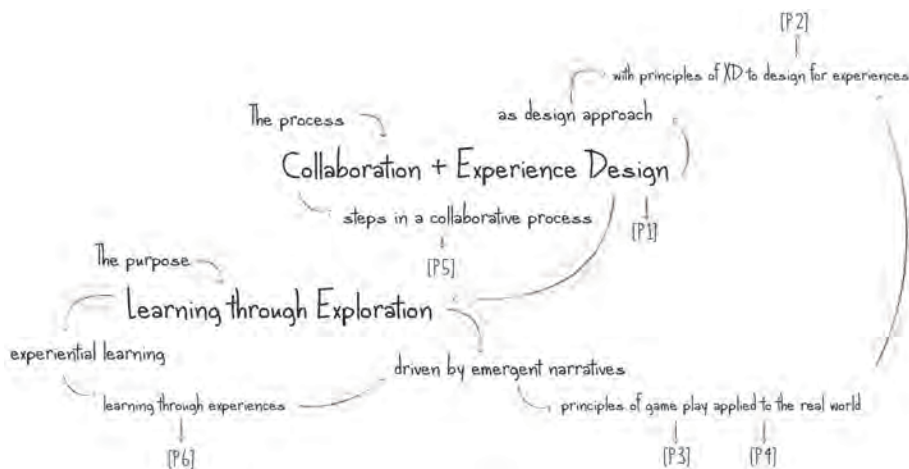 [P2]
with principles of XD to design for experiences
as design approach
The process
Collaboration + Experience Design
steps in a collaborative process
[P1]
[P5]
The purpose
Learning through Exploration
experiential learning
driven by emergent narratives
learning through experiences
principles of game play applied to the real world
[P6]
[P3]
[P4]